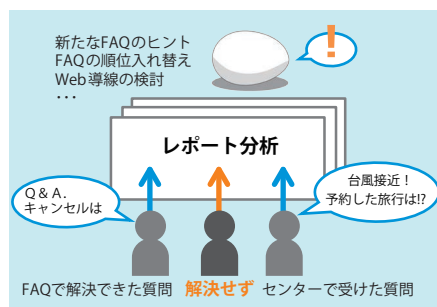 新たなFAQのヒント
FAQの順位入れ替え
Web導線の検討
…
!
レポート分析
Q&A.
キャンセルは
台風接近!
予約した旅行は!?
FAQで解決できた質問 解決せず センターで受けた質問